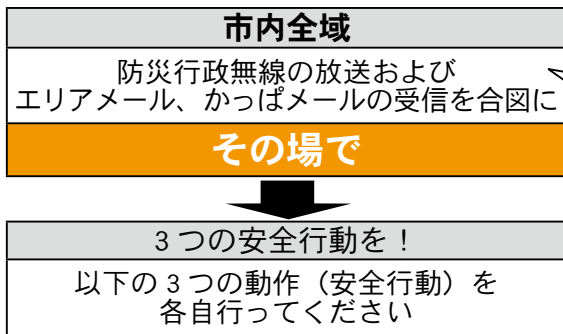 市内全域
防災行政無線の放送および
エリアメール、かっぱメールの受信を合図に
その場で
3つの安全行動を！
以下の3つの動作（安全行動）を
各自行ってください